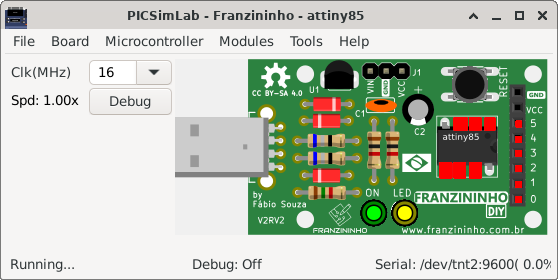 PICSimLab - Franzininho - attiny85
File Board Microcontroller Modules Tools Help
Clk(MHz) 16
Spd: 1.00x Debug
CC BY-SA 4.0
U1
VIN
GND
VCC
J1
RESET
C1
C2
+
attiny85
GND
VCC
5
4
3
2
1
0
by
Fábio Souza
V2RV2
FRANZININHO
ON LED
FRANZININHO
DIY
www.franzininho.com.br
Running... Debug: Off Serial: /dev/tnt2:9600( 0.0%